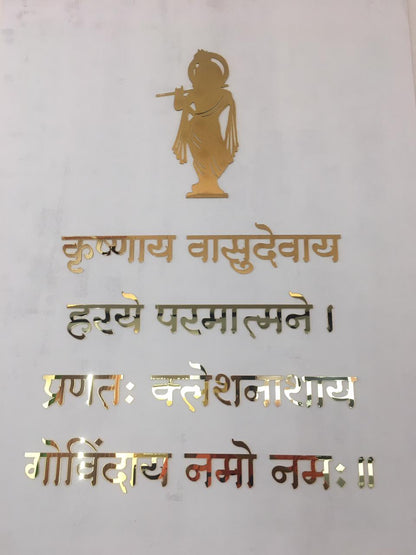 कृष्णाय वासुदेवाय
हरये परमात्मने ।
प्रणतः क्लेशनाशाय
गोविंदाय नमो नमः ॥